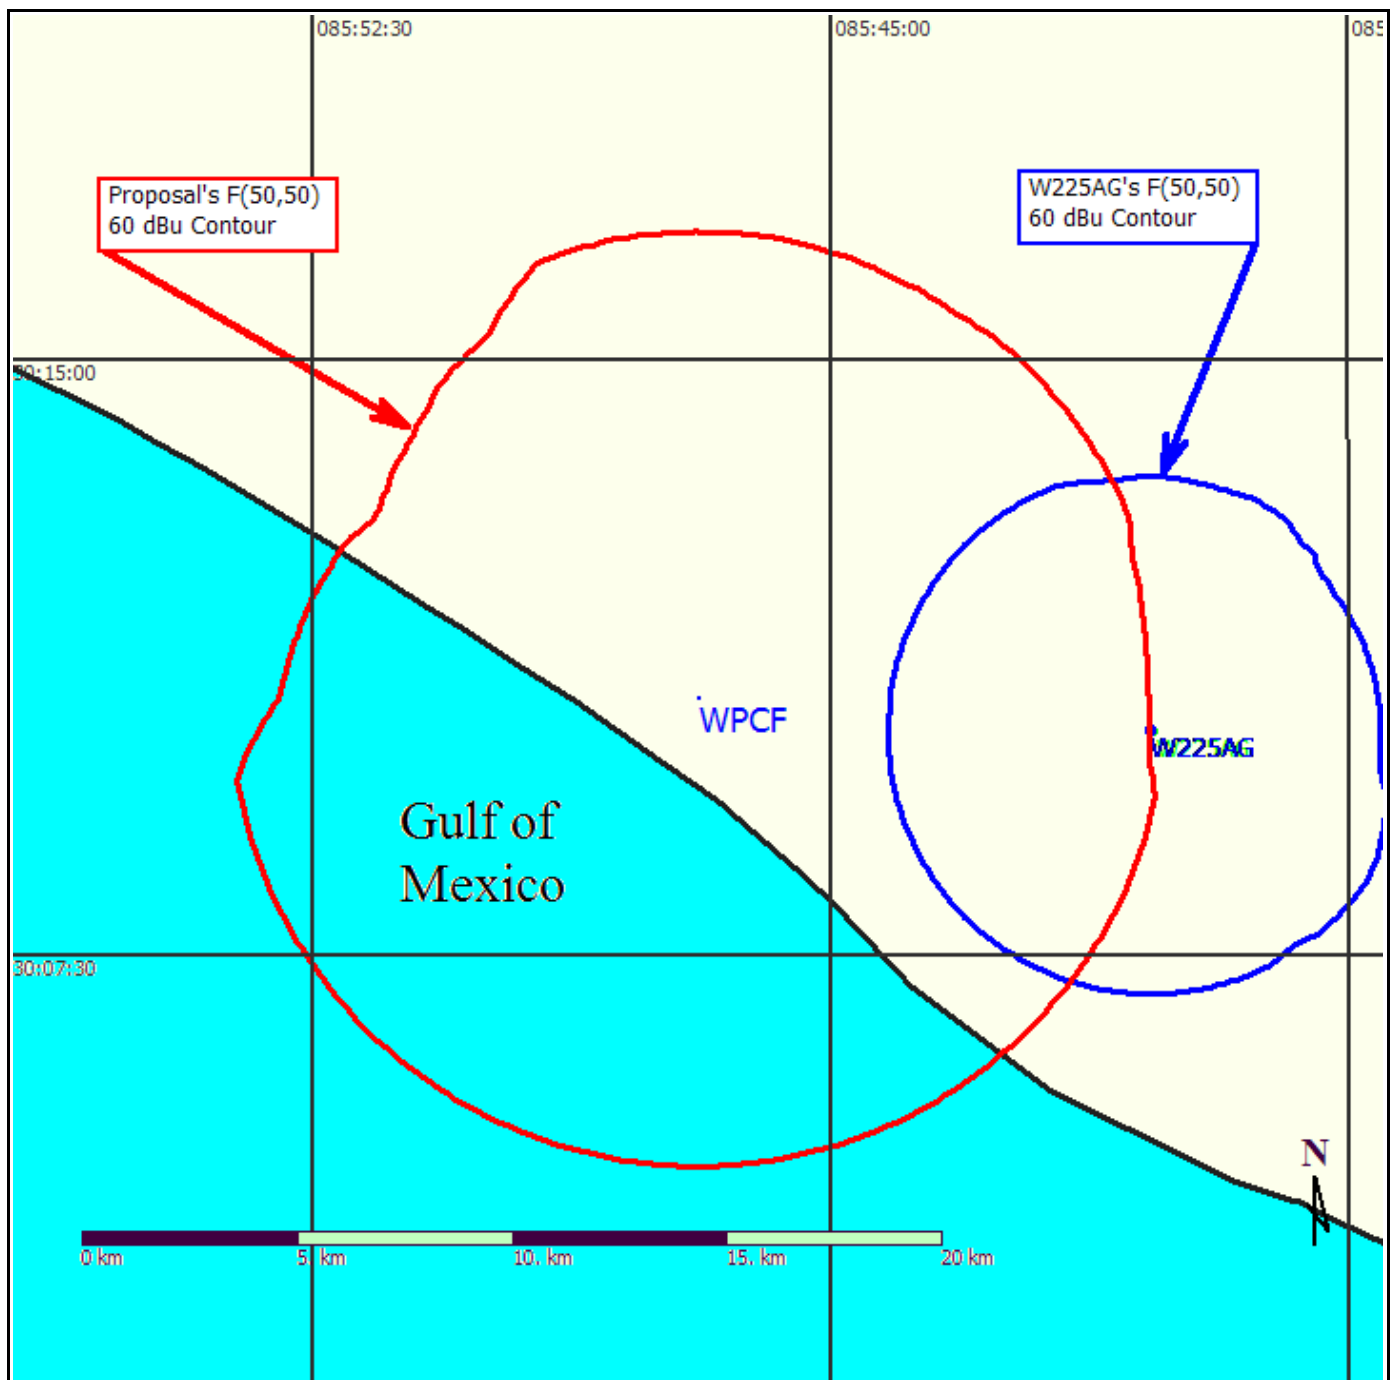 085:52:30
085:45:00
085
Proposal's F(50,50)
60 dBu Contour
W225AG's F(50,50)
60 dBu Contour
30:15:00
WPCF
W225AG
Gulf of
Mexico
30:07:30
N
0 km
5. km
10. km
15. km
20 km